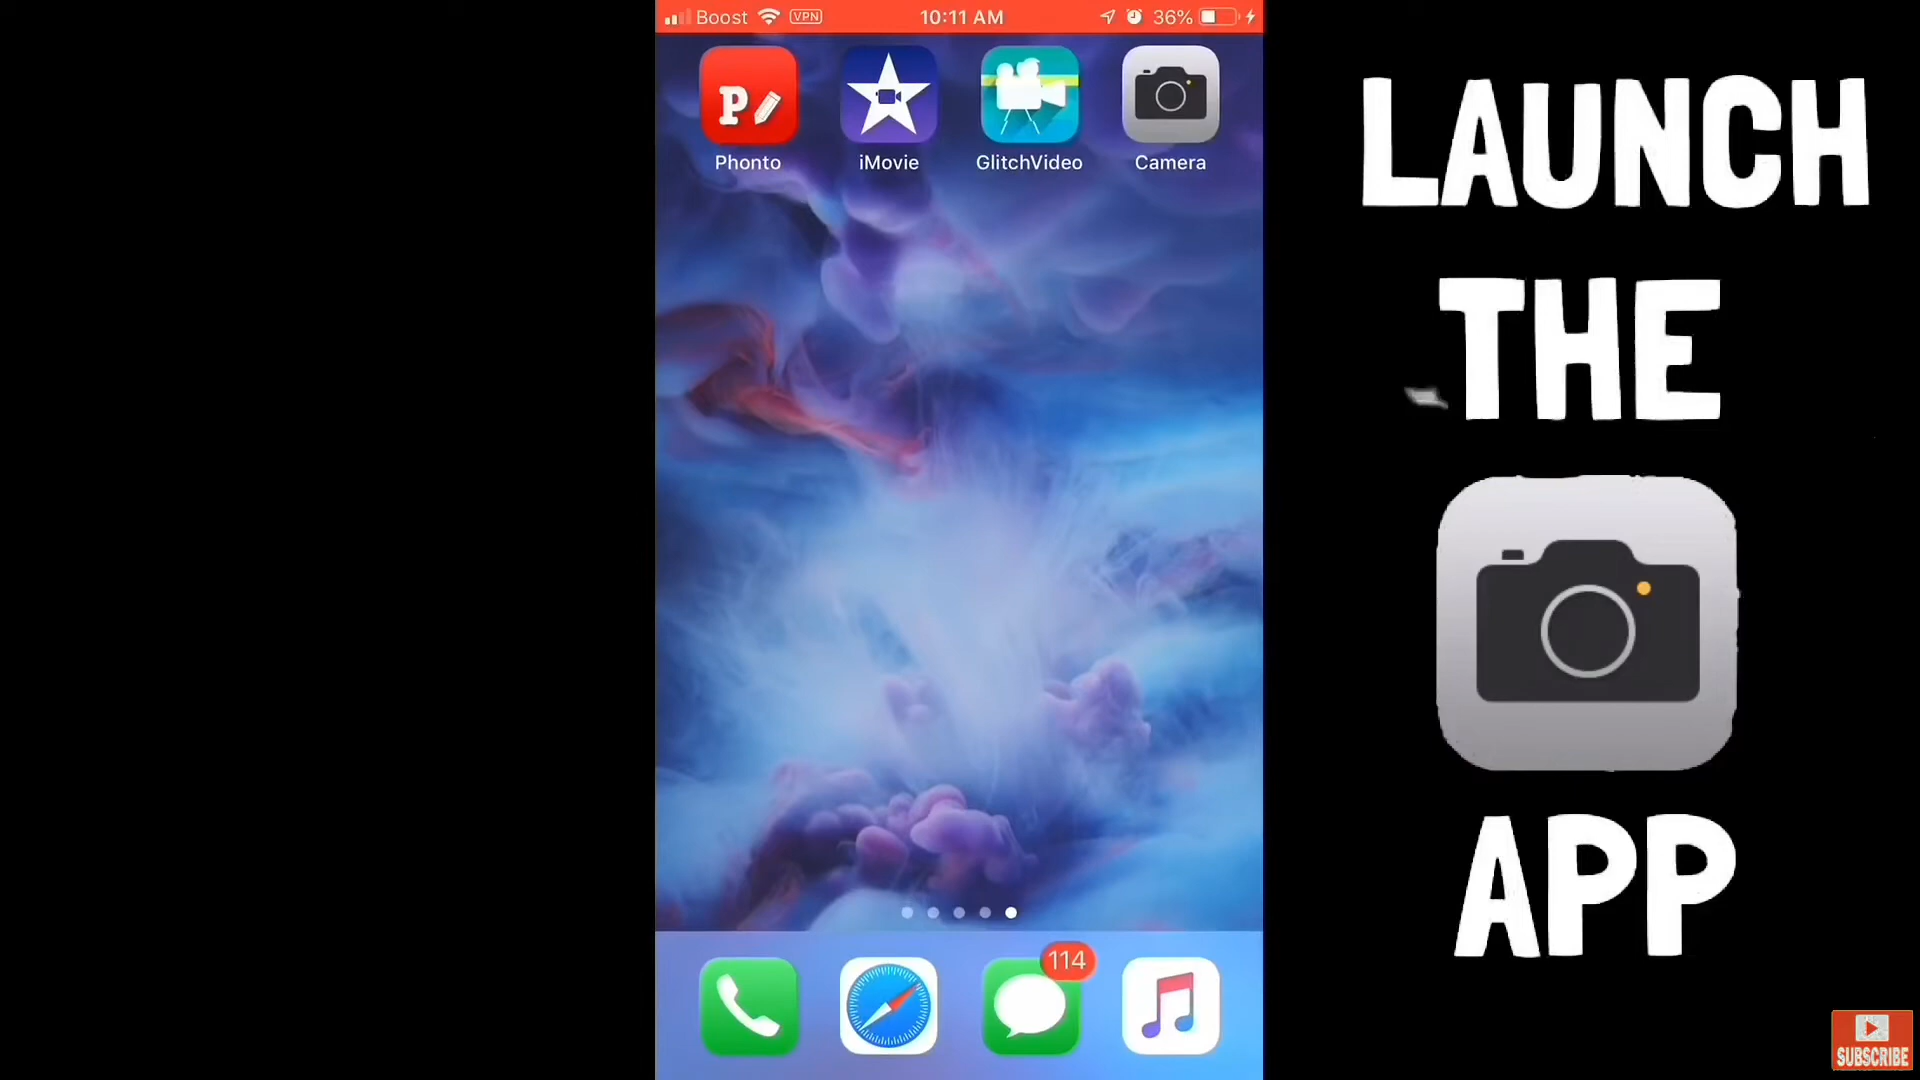 Boost VPN 10:11 AM 36%
P
Phonto iMovie GlitchVideo Camera
114
LAUNCH
THE
APP
SUBSCRIBE